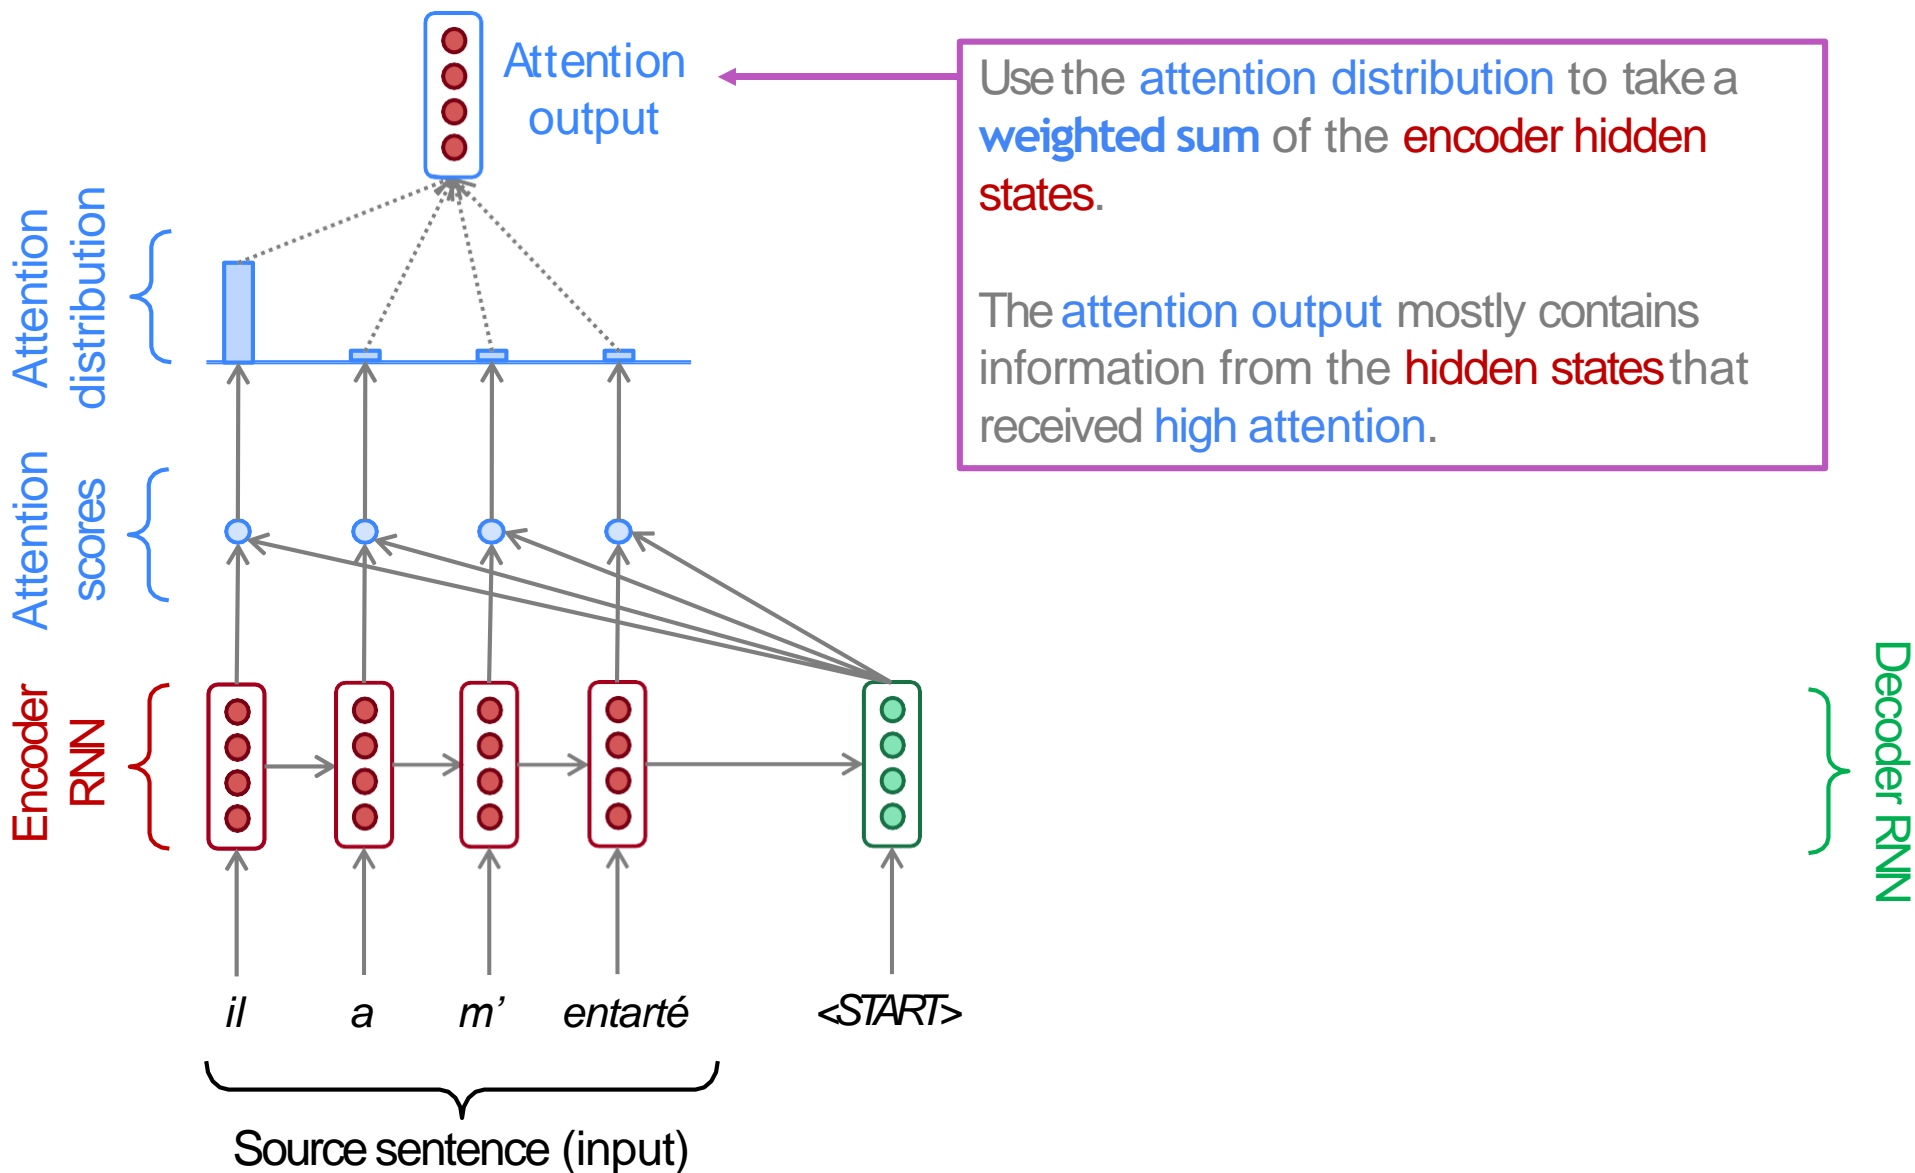 Attention
output
Use the attention distribution to take a
weighted sum of the encoder hidden
states.
The attention output mostly contains
information from the hidden states that
received high attention.
Attention
distribution
Attention
scores
Encoder
RNN
Decoder RNN
il a m’ entarté <START>
Source sentence (input)